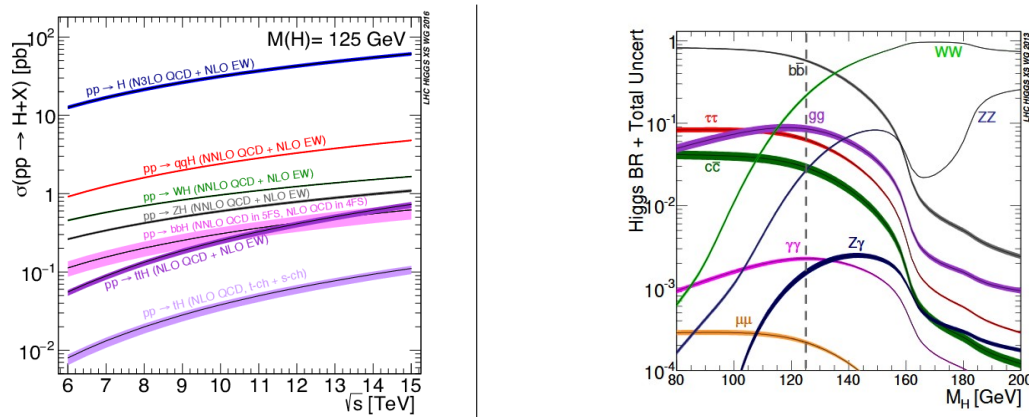 σ(pp → H+X) [pb]
10²
10
1
10⁻¹
10⁻²
M(H)= 125 GeV
LHC HIGGS XS WG 2016
pp → H (N3LO QCD + NLO EW)
pp → qqH (NNLO QCD + NLO EW)
pp → WH (NNLO QCD + NLO EW)
pp → ZH (NNLO QCD + NLO EW)
pp → bbH (NNLO QCD in 5FS, NLO QCD in 4FS)
pp → ttH (NLO QCD + NLO EW)
pp → tH (NLO QCD, t-ch + s-ch)
6 7 8 9 10 11 12 13 14 15
√s [TeV]
Higgs BR + Total Uncert
1
10⁻¹
10⁻²
10⁻³
10⁻⁴
LHC HIGGS XS WG 2013
WW
bb̅
ττ
gg
ZZ
cc̅
γγ
Zγ
μμ
80 100 120 140 160 180 200
M_H [GeV]